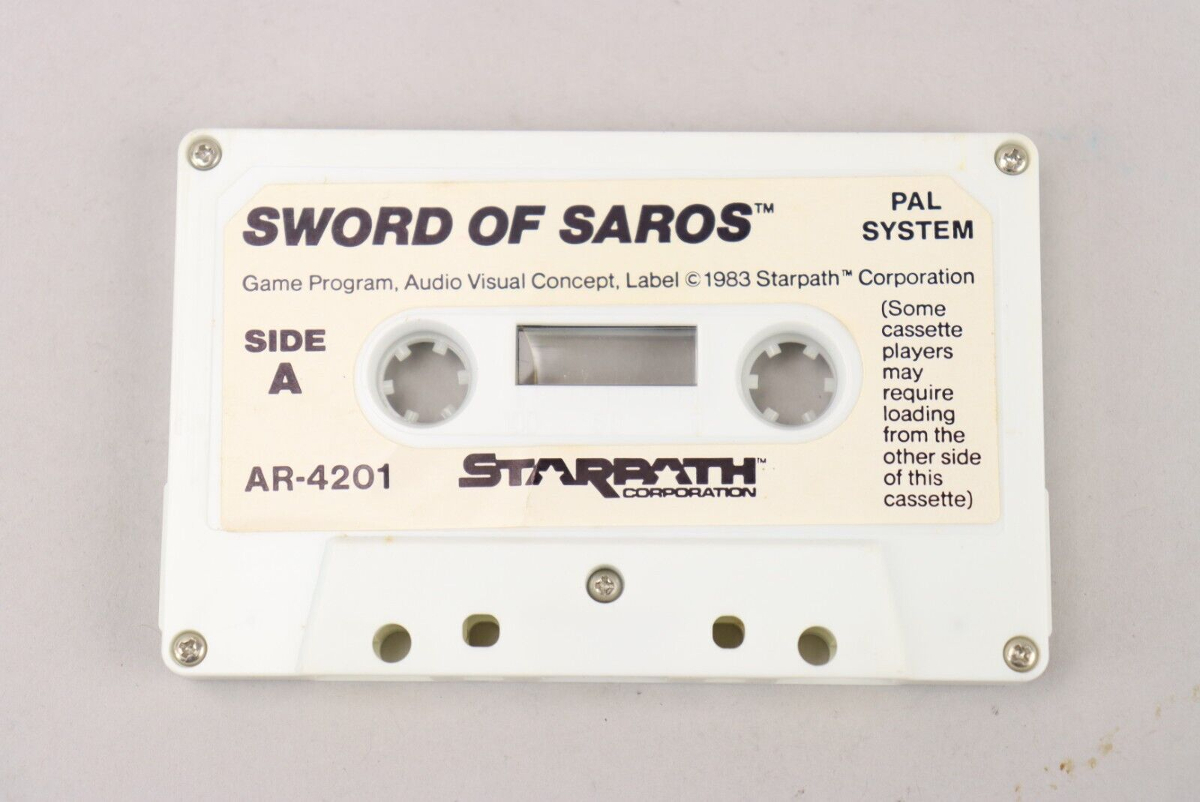 SWORD OF SAROS™
PAL
SYSTEM
Game Program, Audio Visual Concept, Label ©1983 Starpath™ Corporation
SIDE
A
(Some
cassette
players
may
require
loading
from the
other side
of this
cassette)
AR-4201
STARPATH™
CORPORATION